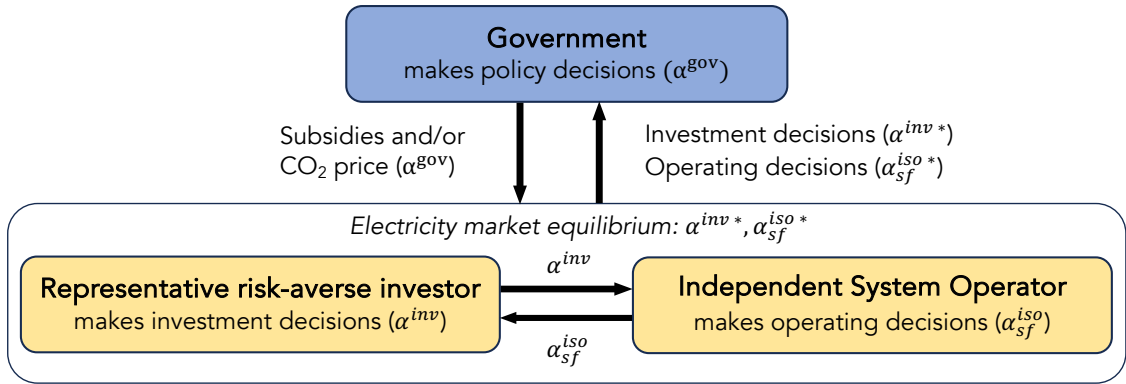 Government
makes policy decisions (α^gov)
Subsidies and/or
CO₂ price (α^gov)
Investment decisions (α^inv *)
Operating decisions (α_sf^iso *)
Electricity market equilibrium: α^inv *, α_sf^iso *
Representative risk-averse investor
makes investment decisions (α^inv)
α^inv
α_sf^iso
Independent System Operator
makes operating decisions (α_sf^iso)